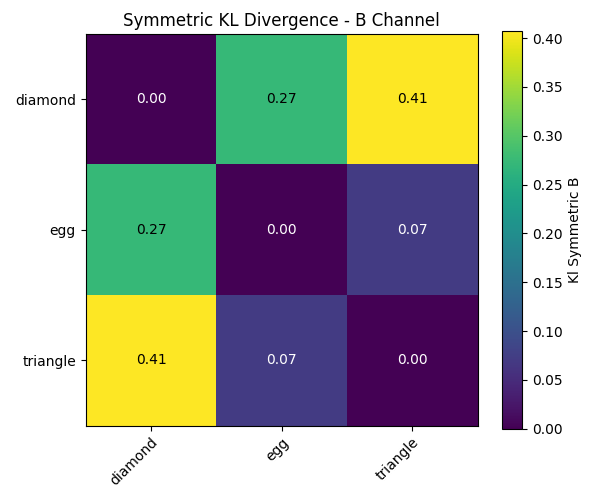 Symmetric KL Divergence - B Channel
diamond 0.00 0.27 0.41
egg 0.27 0.00 0.07
triangle 0.41 0.07 0.00
diamond egg triangle
0.40
0.35
0.30
0.25
0.20
0.15
0.10
0.05
0.00
Kl Symmetric B